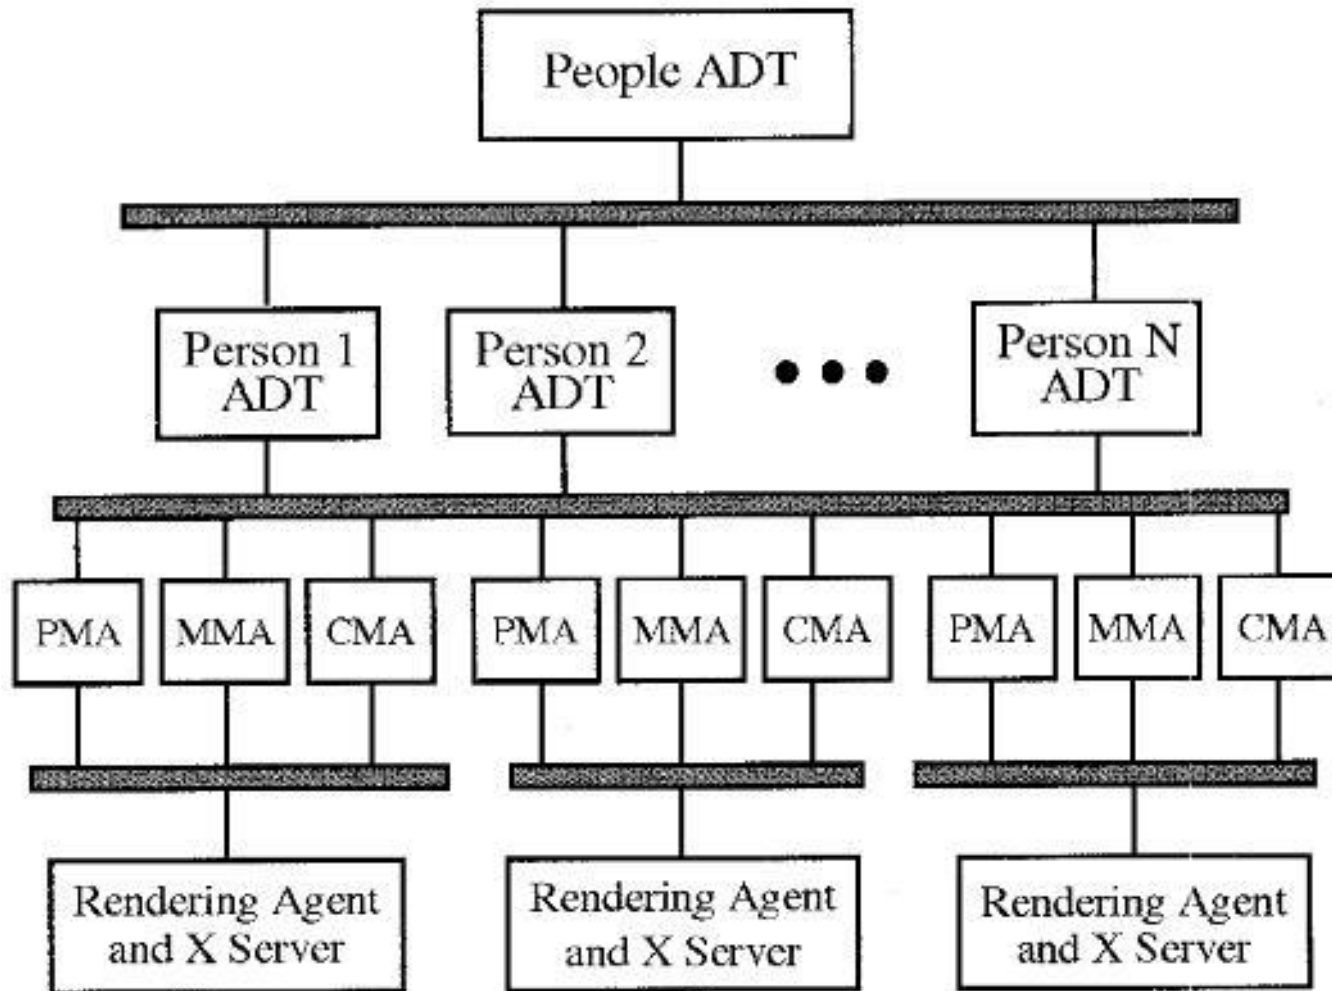 People ADT
Person 1
ADT
Person 2
ADT
Person N
ADT
PMA
MMA
CMA
PMA
MMA
CMA
PMA
MMA
CMA
Rendering Agent
and X Server
Rendering Agent
and X Server
Rendering Agent
and X Server